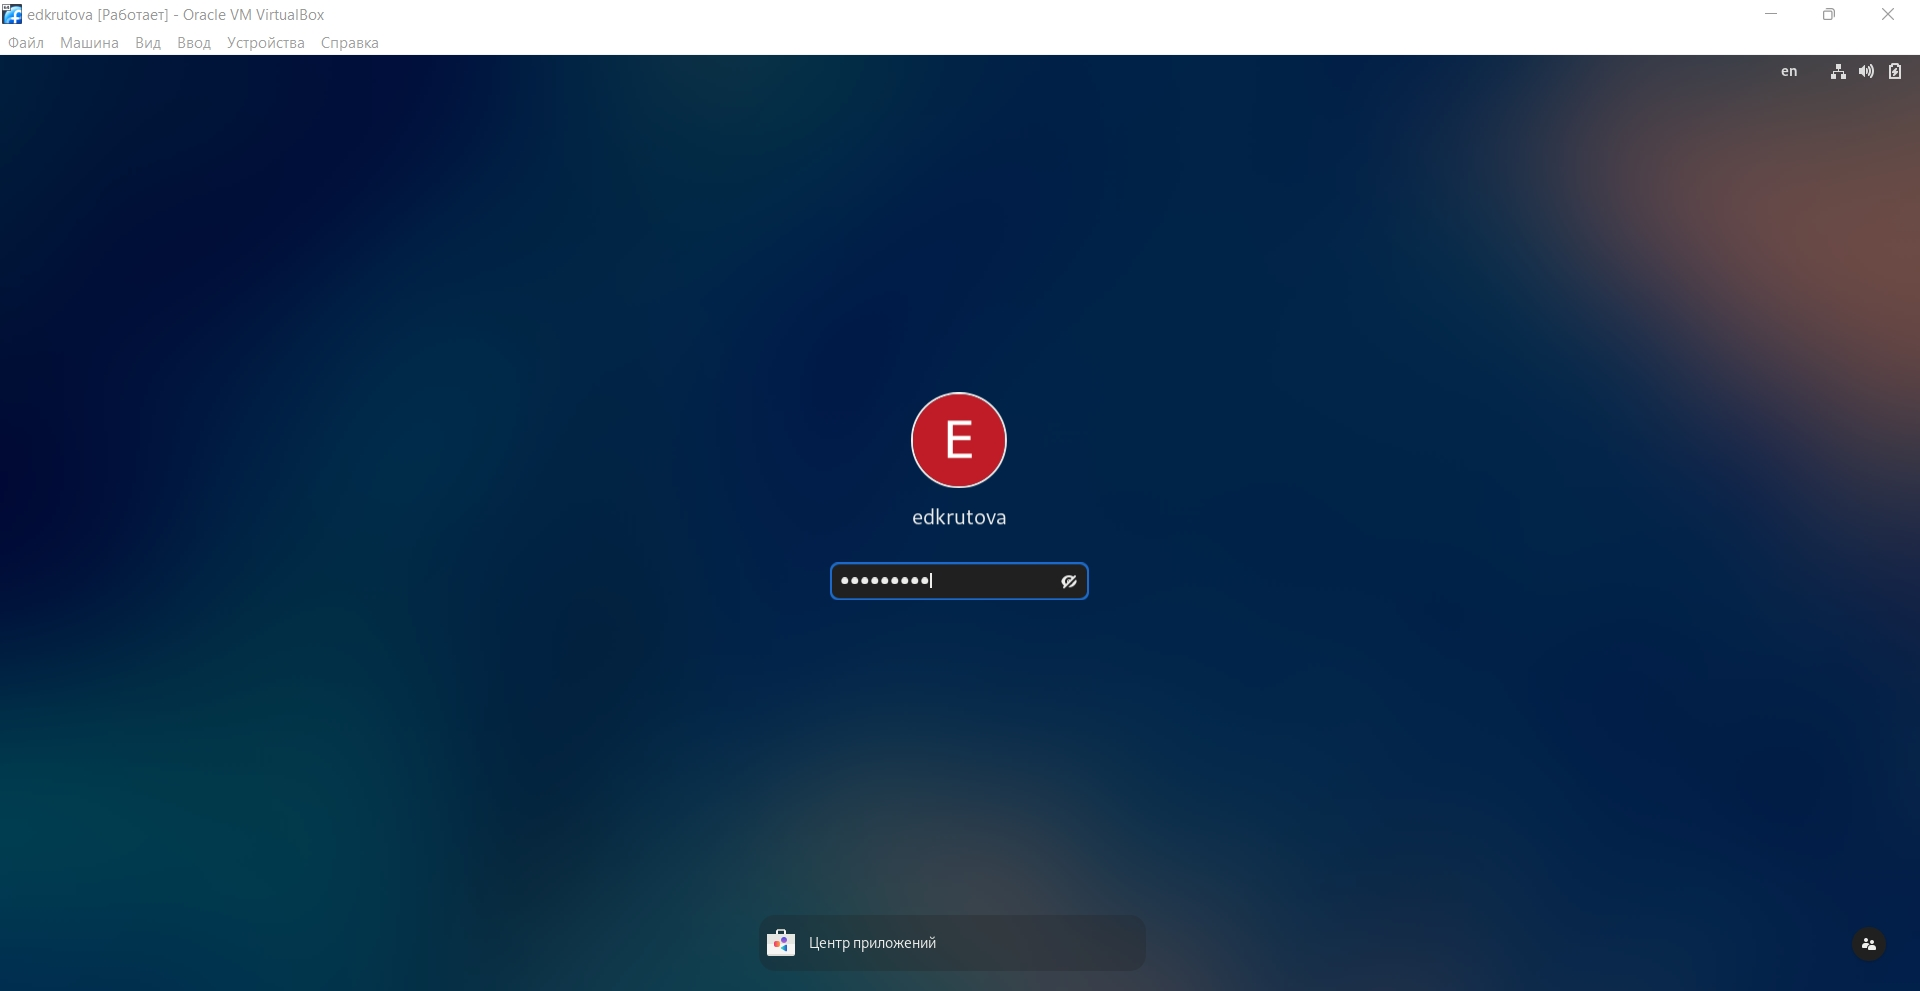 edkrutova [Работает] - Oracle VM VirtualBox
Файл Машина Вид Ввод Устройства Справка
en
E
edkrutova
Центр приложений